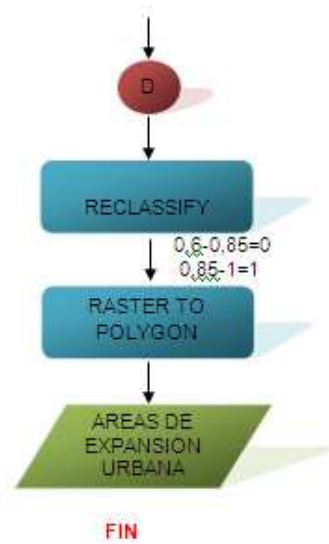 D
RECLASSIFY
0,6-0,85=0
0,85-1=1
RASTER TO
POLYGON
AREAS DE
EXPANSION
URBANA
FIN